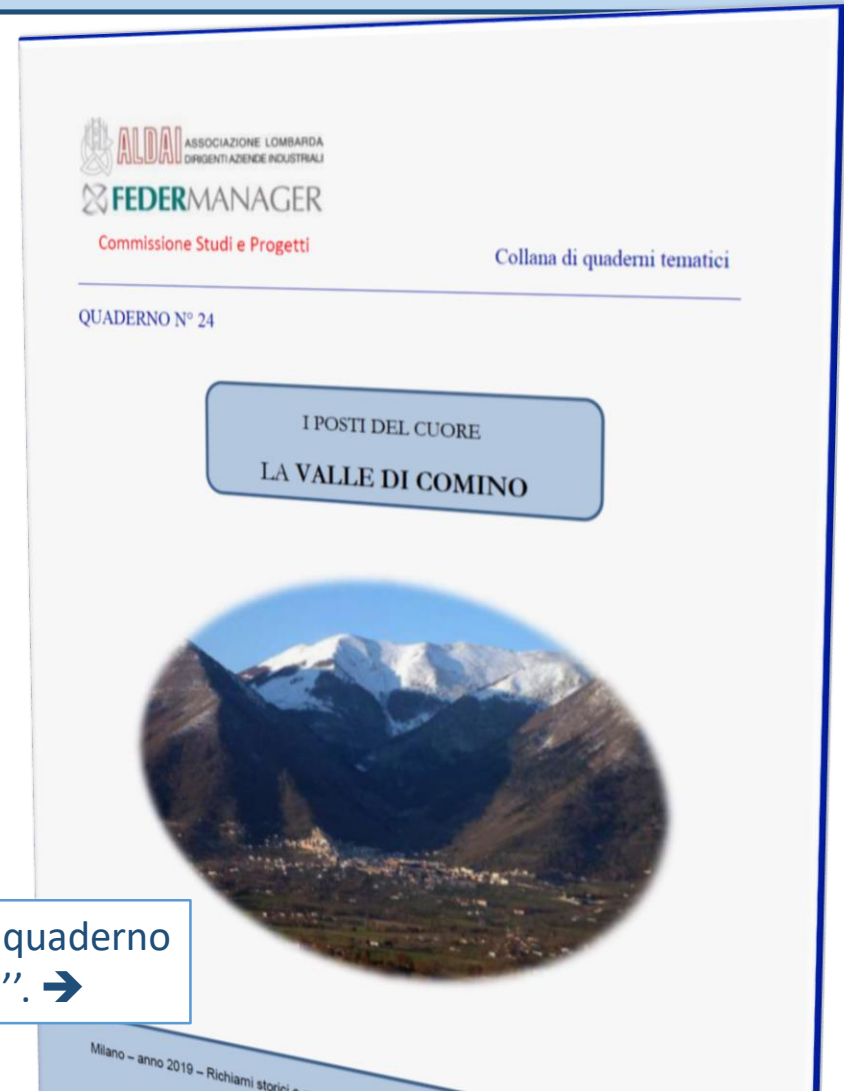 ALDAI ASSOCIAZIONE LOMBARDA
DIRIGENTI AZIENDE INDUSTRIALI
FEDERMANAGER
Commissione Studi e Progetti
Collana di quaderni tematici
QUADERNO N° 24
I POSTI DEL CUORE
LA VALLE DI COMINO
quaderno
”. ➔
Milano – anno 2019 – Richiami storici